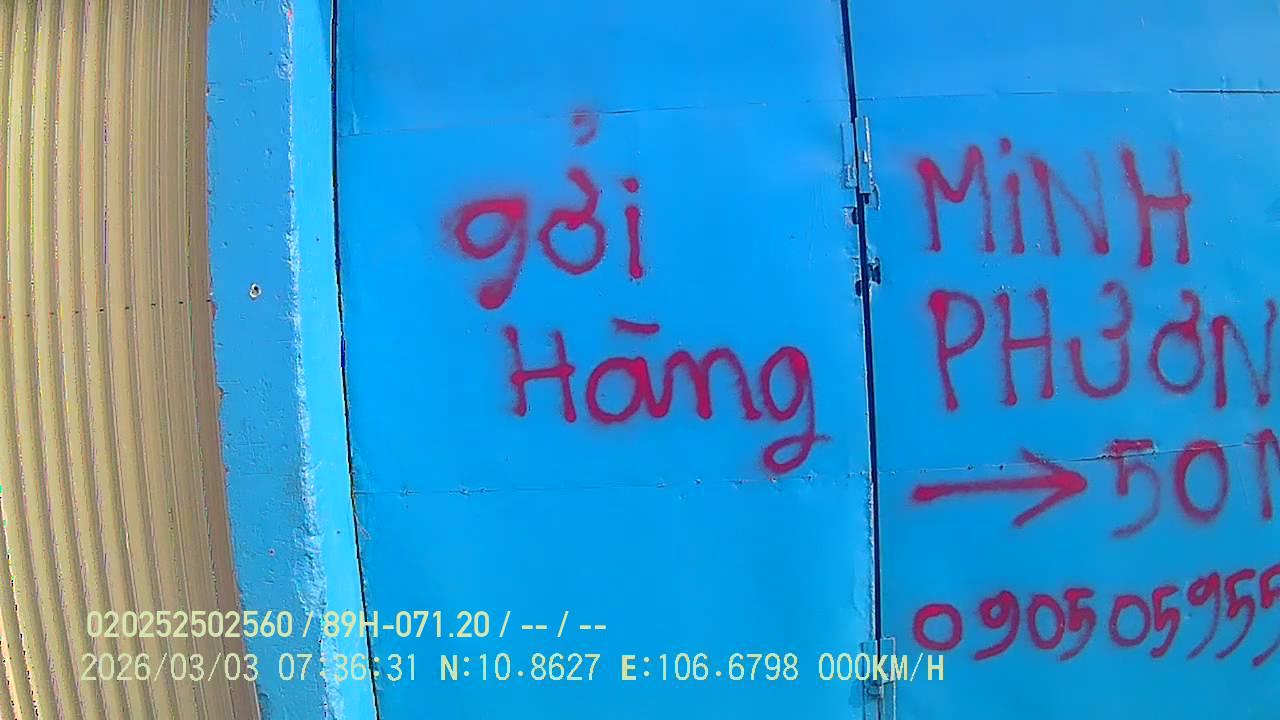 gởi
Hàng
MINH
PHƯƠN
→ 50
090505955
020252502560 / 89H-071.20 / -- / --
2026/03/03 07:36:31 N:10.8627 E:106.6798 000KM/H